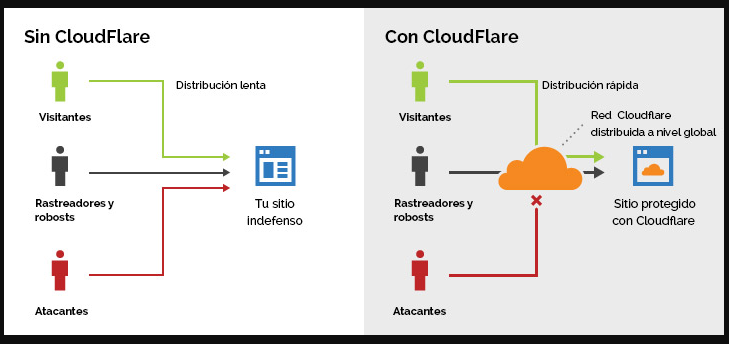 Sin CloudFlare
Visitantes
Distribución lenta
Rastreadores y
robosts
Tu sitio
indefenso
Atacantes
Con CloudFlare
Visitantes
Distribución rápida
Red Cloudflare
distribuida a nivel global
Rastreadores y
robosts
Sitio protegido
con Cloudflare
Atacantes